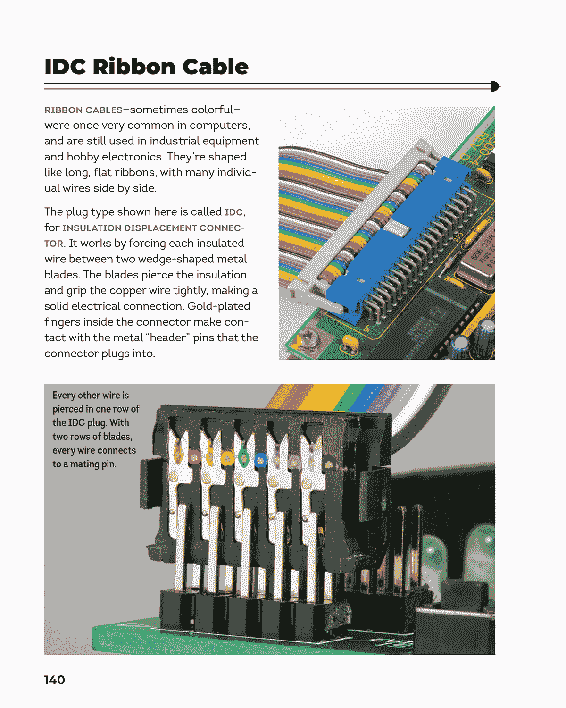 IDC Ribbon Cable
RIBBON CABLES—sometimes colorful—
were once very common in computers,
and are still used in industrial equipment
and hobby electronics. They're shaped
like long, flat ribbons, with many individ-
ual wires side by side.
The plug type shown here is called IDC,
for INSULATION DISPLACEMENT CONNEC-
TOR. It works by forcing each insulated
wire between two wedge-shaped metal
blades. The blades pierce the insulation
and grip the copper wire tightly, making a
solid electrical connection. Gold-plated
fingers inside the connector make con-
tact with the metal "header" pins that the
connector plugs into.
Every other wire is
pierced in one row of
the IDC plug. With
two rows of blades,
every wire connects
to a mating pin.
140